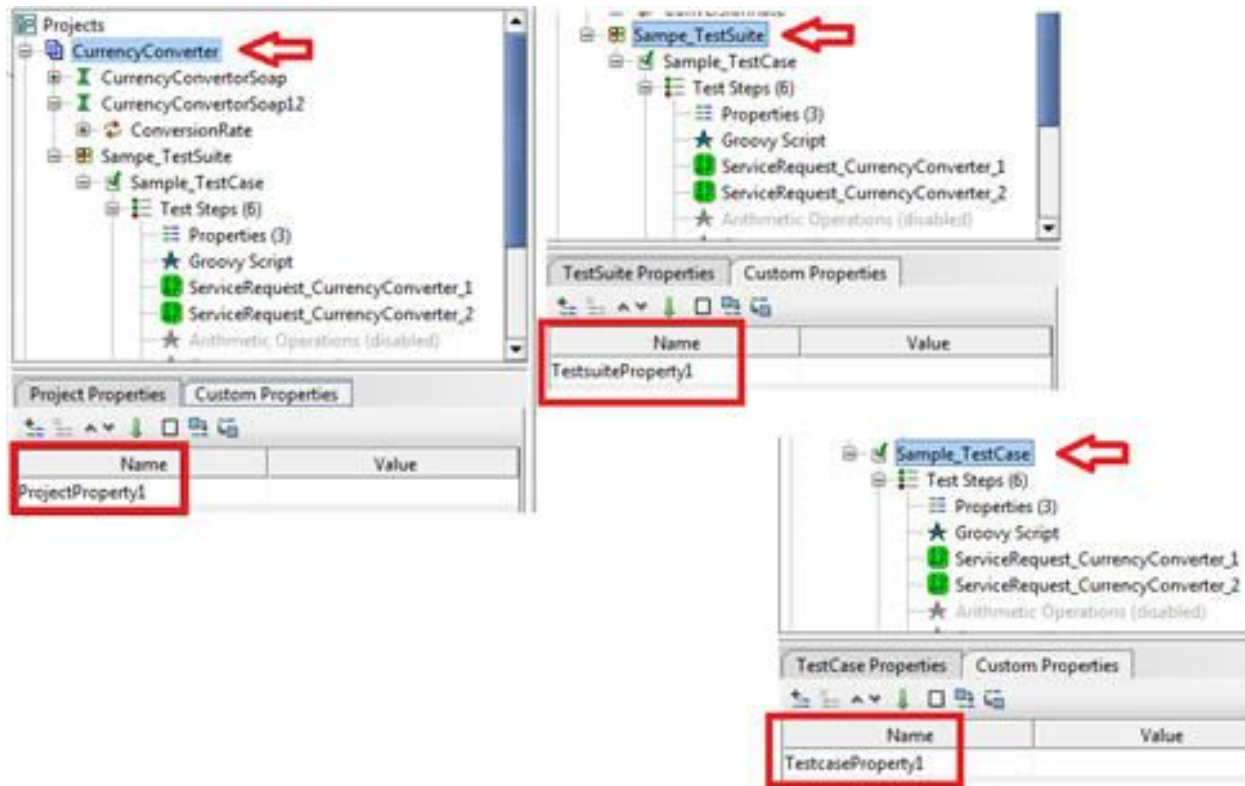 Projects
CurrencyConverter
CurrencyConvertorSoap
CurrencyConvertorSoap12
ConversionRate
Sampe_TestSuite
Sample_TestCase
Test Steps (6)
Properties (3)
Groovy Script
ServiceRequest_CurrencyConverter_1
ServiceRequest_CurrencyConverter_2
Arithmetic Operations (disabled)
Project Properties Custom Properties
Name Value
ProjectProperty1
ConversionRate
Sampe_TestSuite
Sample_TestCase
Test Steps (6)
Properties (3)
Groovy Script
ServiceRequest_CurrencyConverter_1
ServiceRequest_CurrencyConverter_2
Arithmetic Operations (disabled)
TestSuite Properties Custom Properties
Name Value
TestsuiteProperty1
Sample_TestCase
Test Steps (6)
Properties (3)
Groovy Script
ServiceRequest_CurrencyConverter_1
ServiceRequest_CurrencyConverter_2
Arithmetic Operations (disabled)
TestCase Properties Custom Properties
Name Value
TestcaseProperty1